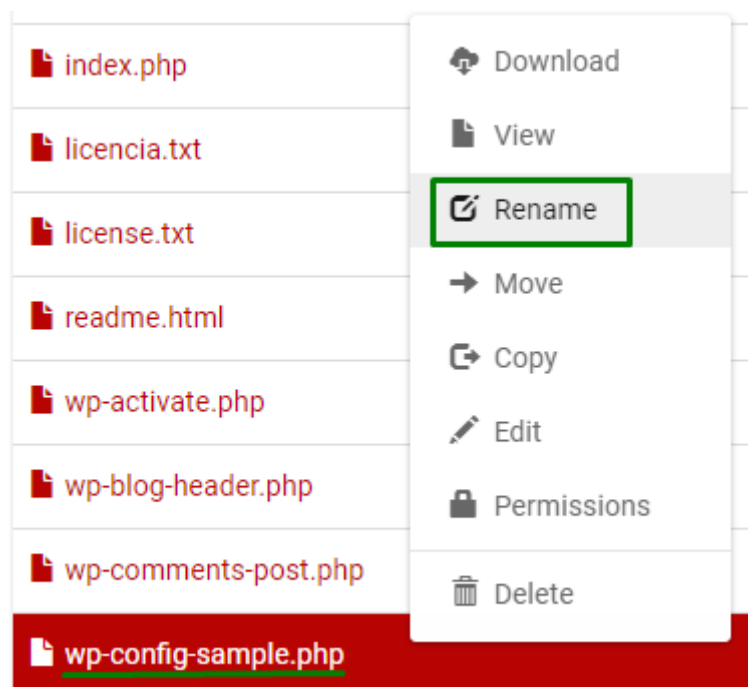 index.php
licencia.txt
license.txt
readme.html
wp-activate.php
wp-blog-header.php
wp-comments-post.php
wp-config-sample.php
Download
View
Rename
Move
Copy
Edit
Permissions
Delete